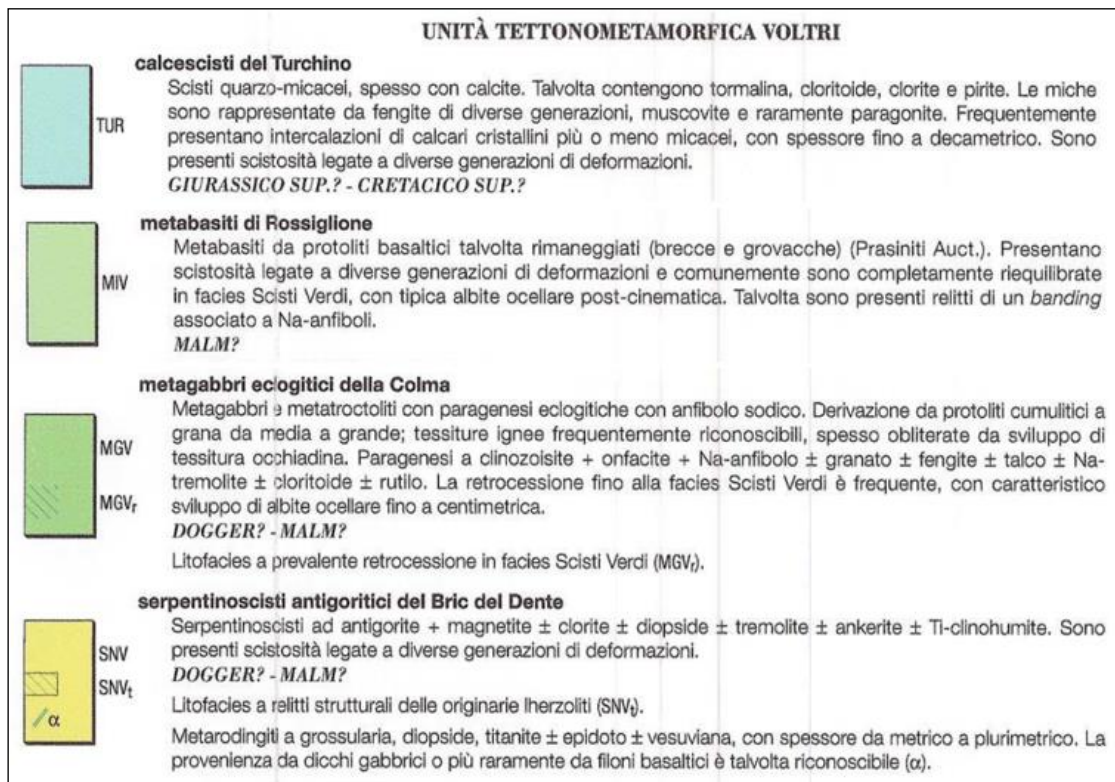 UNITÀ TETTONOMETAMORFICA VOLTRI
calcescisti del Turchino
Scisti quarzo-micacei, spesso con calcite. Talvolta contengono tormalina, cloritoide, clorite e pirite. Le miche
sono rappresentate da fengite di diverse generazioni, muscovite e raramente paragonite. Frequentemente
presentano intercalazioni di calcari cristallini più o meno micacei, con spessore fino a decametrico. Sono
presenti scistosità legate a diverse generazioni di deformazioni.
GIURASSICO SUP.? - CRETACICO SUP.?
TUR
metabasiti di Rossiglione
Metabasiti da protoliti basaltici talvolta rimaneggiati (brecce e grovacche) (Prasiniti Auct.). Presentano
scistosità legate a diverse generazioni di deformazioni e comunemente sono completamente riequilibrate
in facies Scisti Verdi, con tipica albite ocellare post-cinematica. Talvolta sono presenti relitti di un banding
associato a Na-anfiboli.
MALM?
MIV
metagabbri eclogitici della Colma
Metagabbri e metatroctoliti con paragenesi eclogitiche con anfibolo sodico. Derivazione da protoliti cumulitici a
grana da media a grande; tessiture ignee frequentemente riconoscibili, spesso obliterate da sviluppo di
tessitura occhiadina. Paragenesi a clinozoisite + onfacite + Na-anfibolo ± granato ± fengite ± talco ± Na-
tremolite ± cloritoide ± rutilo. La retrocessione fino alla facies Scisti Verdi è frequente, con caratteristico
sviluppo di albite ocellare fino a centimetrica.
DOGGER? - MALM?
Litofacies a prevalente retrocessione in facies Scisti Verdi (MGVr).
MGV
MGVr
serpentinoscisti antigoritici del Bric del Dente
Serpentinoscisti ad antigorite + magnetite ± clorite ± diopside ± tremolite ± ankerite ± Ti-clinohumite. Sono
presenti scistosità legate a diverse generazioni di deformazioni.
DOGGER? - MALM?
Litofacies a relitti strutturali delle originarie lherzoliti (SNVt).
Metarodingiti a grossularia, diopside, titanite ± epidoto ± vesuviana, con spessore da metrico a plurimetrico. La
provenienza da dicchi gabbrici o più raramente da filoni basaltici è talvolta riconoscibile (α).
SNV
SNVt
α